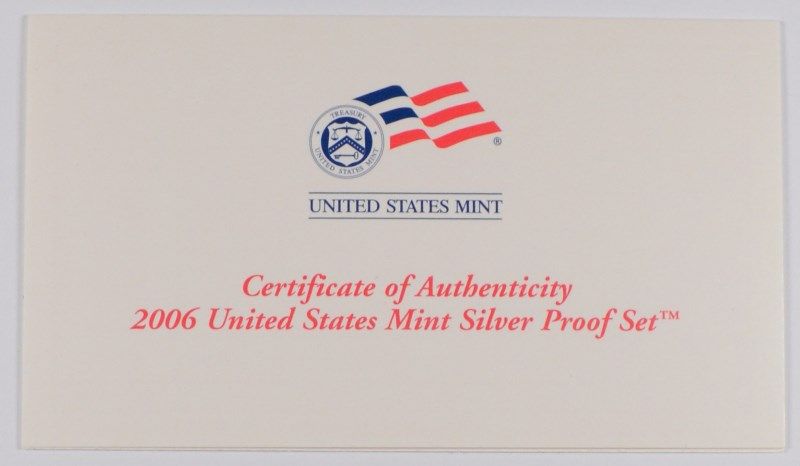 TREASURY
UNITED STATES MINT
®
UNITED STATES MINT
Certificate of Authenticity
2006 United States Mint Silver Proof Set™